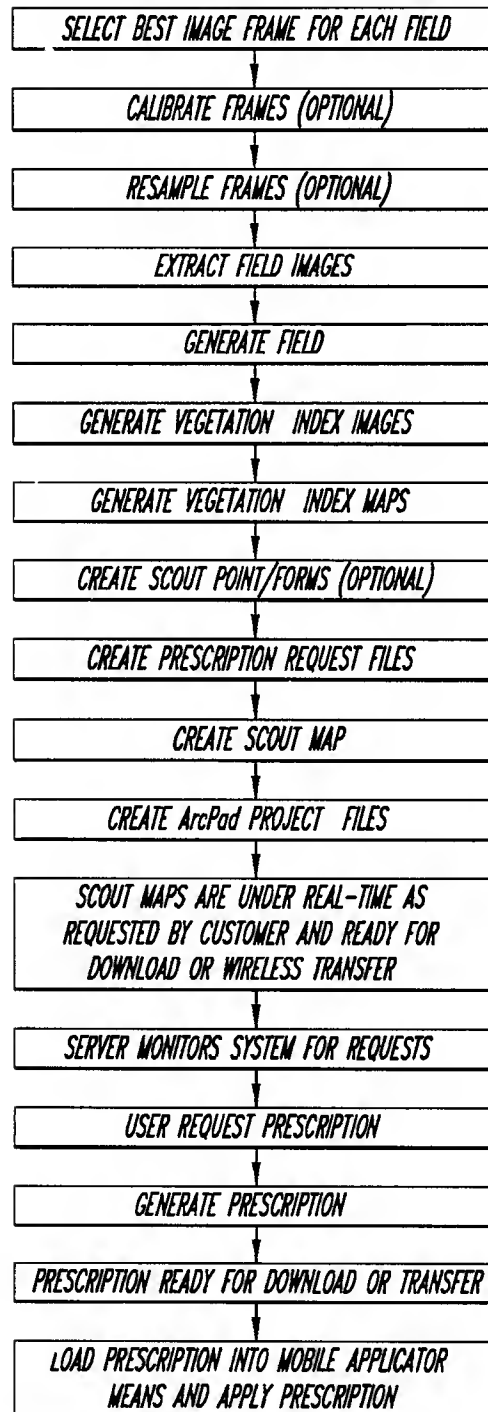 SELECT BEST IMAGE FRAME FOR EACH FIELD
CALIBRATE FRAMES (OPTIONAL)
RESAMPLE FRAMES (OPTIONAL)
EXTRACT FIELD IMAGES
GENERATE FIELD
GENERATE VEGETATION INDEX IMAGES
GENERATE VEGETATION INDEX MAPS
CREATE SCOUT POINT/FORMS (OPTIONAL)
CREATE PRESCRIPTION REQUEST FILES
CREATE SCOUT MAP
CREATE ArcPad PROJECT FILES
SCOUT MAPS ARE UNDER REAL-TIME AS
REQUESTED BY CUSTOMER AND READY FOR
DOWNLOAD OR WIRELESS TRANSFER
SERVER MONITORS SYSTEM FOR REQUESTS
USER REQUEST PRESCRIPTION
GENERATE PRESCRIPTION
PRESCRIPTION READY FOR DOWNLOAD OR TRANSFER
LOAD PRESCRIPTION INTO MOBILE APPLICATOR
MEANS AND APPLY PRESCRIPTION